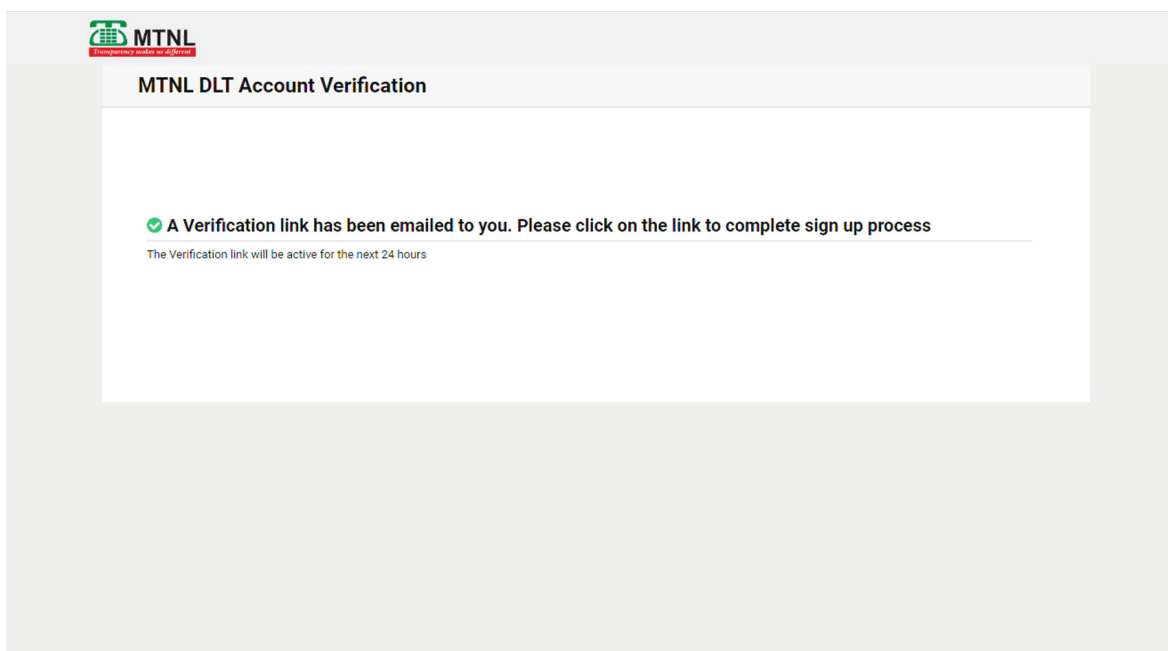 MTNL
Transparency makes us different
MTNL DLT Account Verification
A Verification link has been emailed to you. Please click on the link to complete sign up process
The Verification link will be active for the next 24 hours